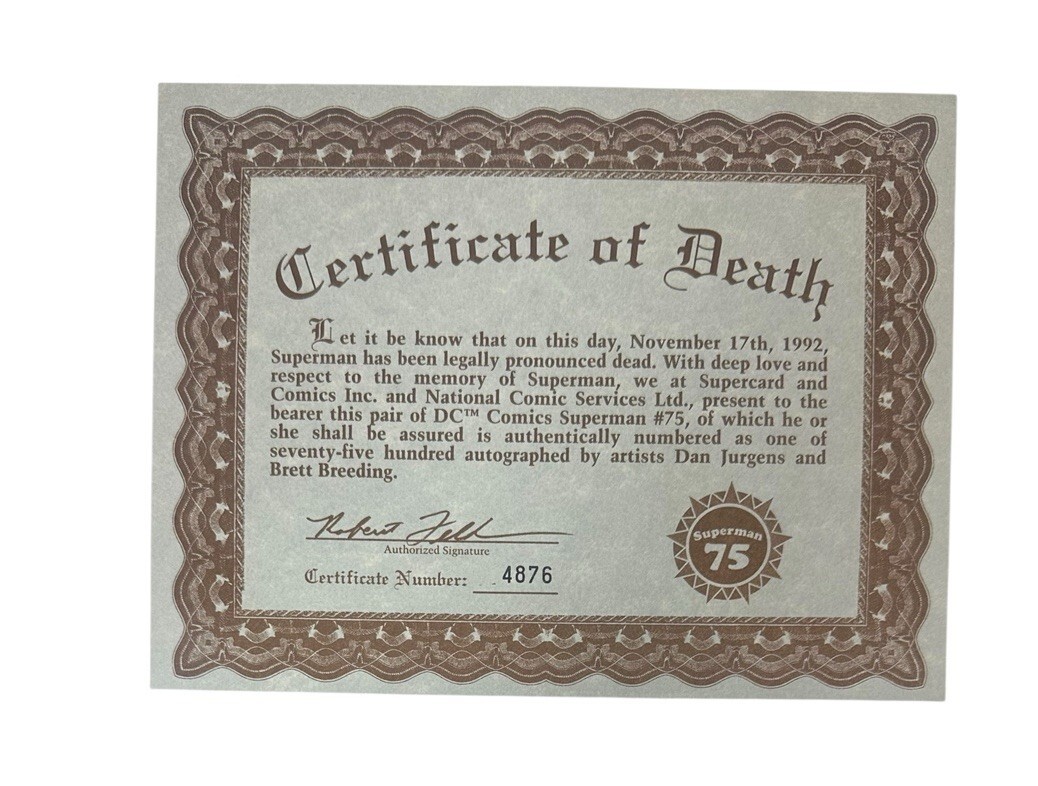 Certificate of Death
Let it be know that on this day, November 17th, 1992,
Superman has been legally pronounced dead. With deep love and
respect to the memory of Superman, we at Supercard and
Comics Inc. and National Comic Services Ltd., present to the
bearer this pair of DC™ Comics Superman #75, of which he or
she shall be assured is authentically numbered as one of
seventy-five hundred autographed by artists Dan Jurgens and
Brett Breeding.
Robert Feld
Authorized Signature
Certificate Number: 4876
Superman
75